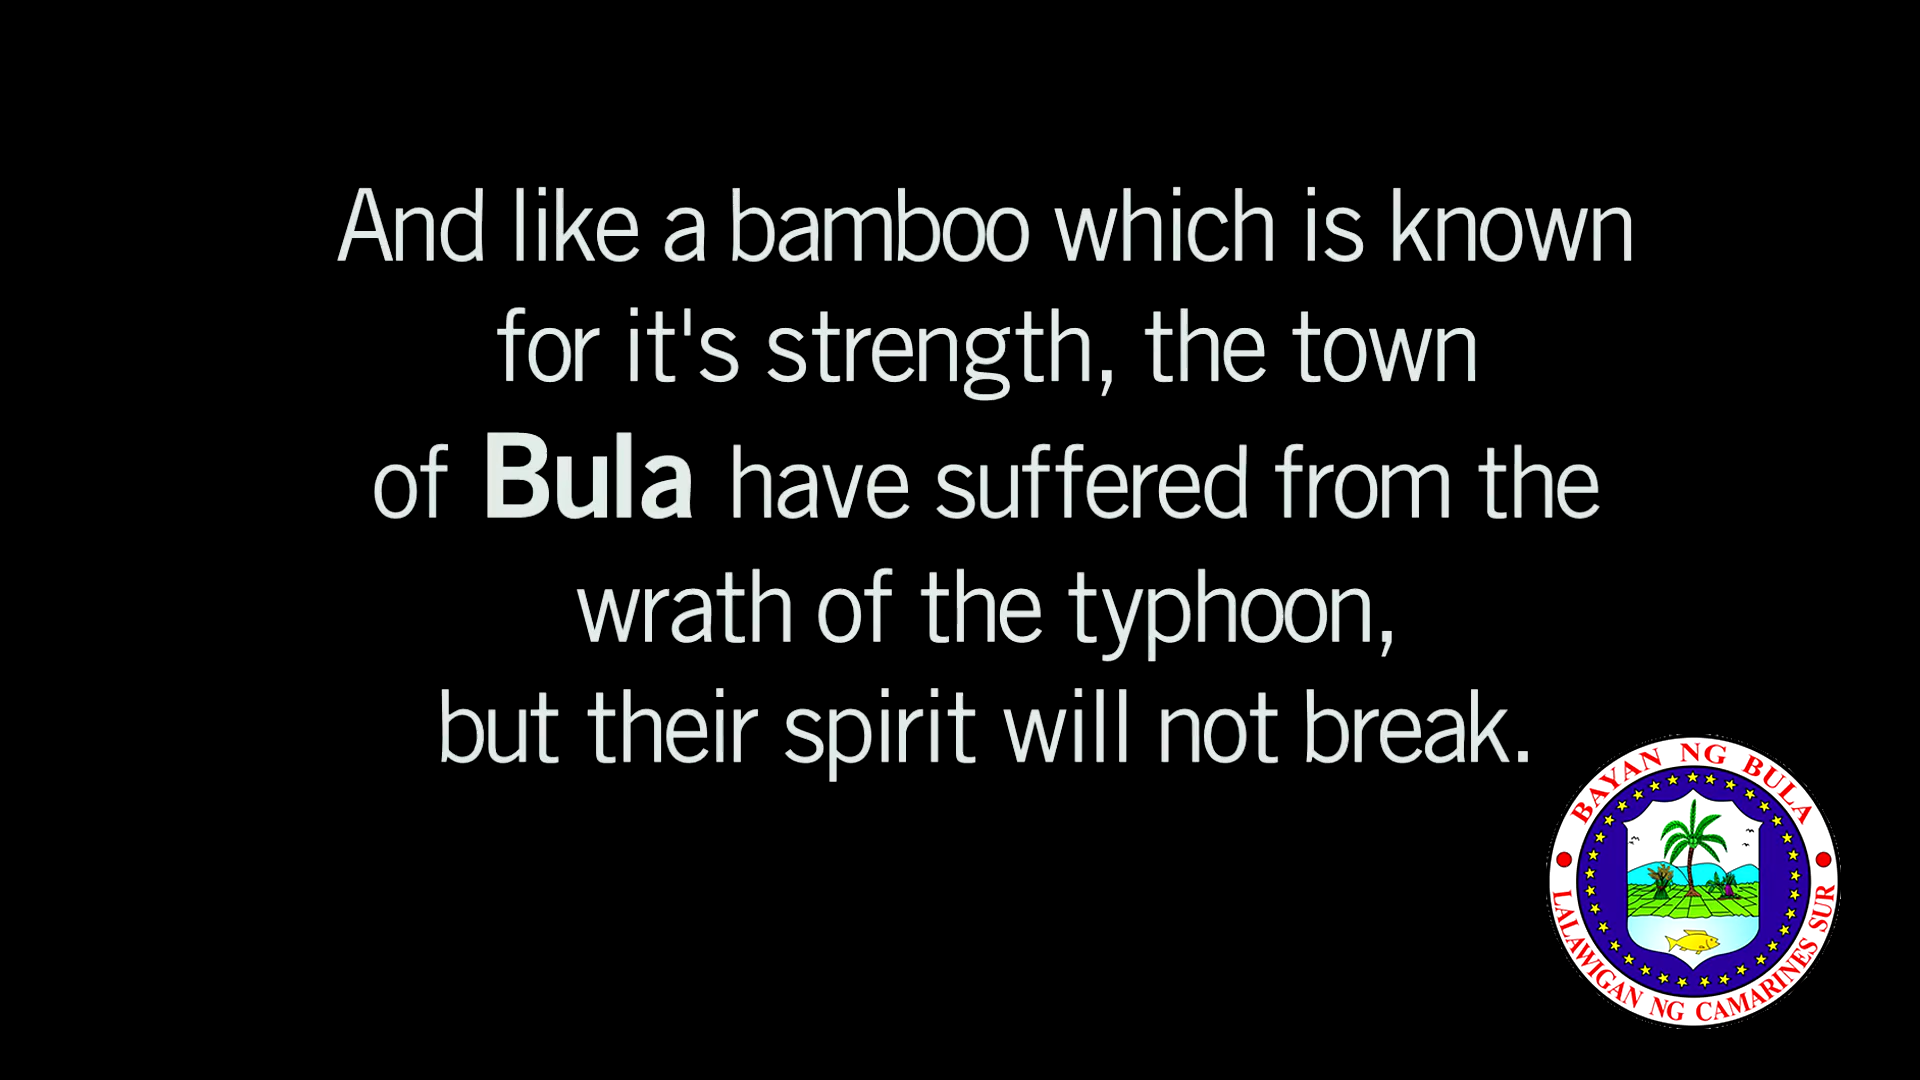 And like a bamboo which is known
for it's strength, the town
of Bula have suffered from the
wrath of the typhoon,
but their spirit will not break.
BAYAN NG BULA
LALAWIGAN NG CAMARINES SUR